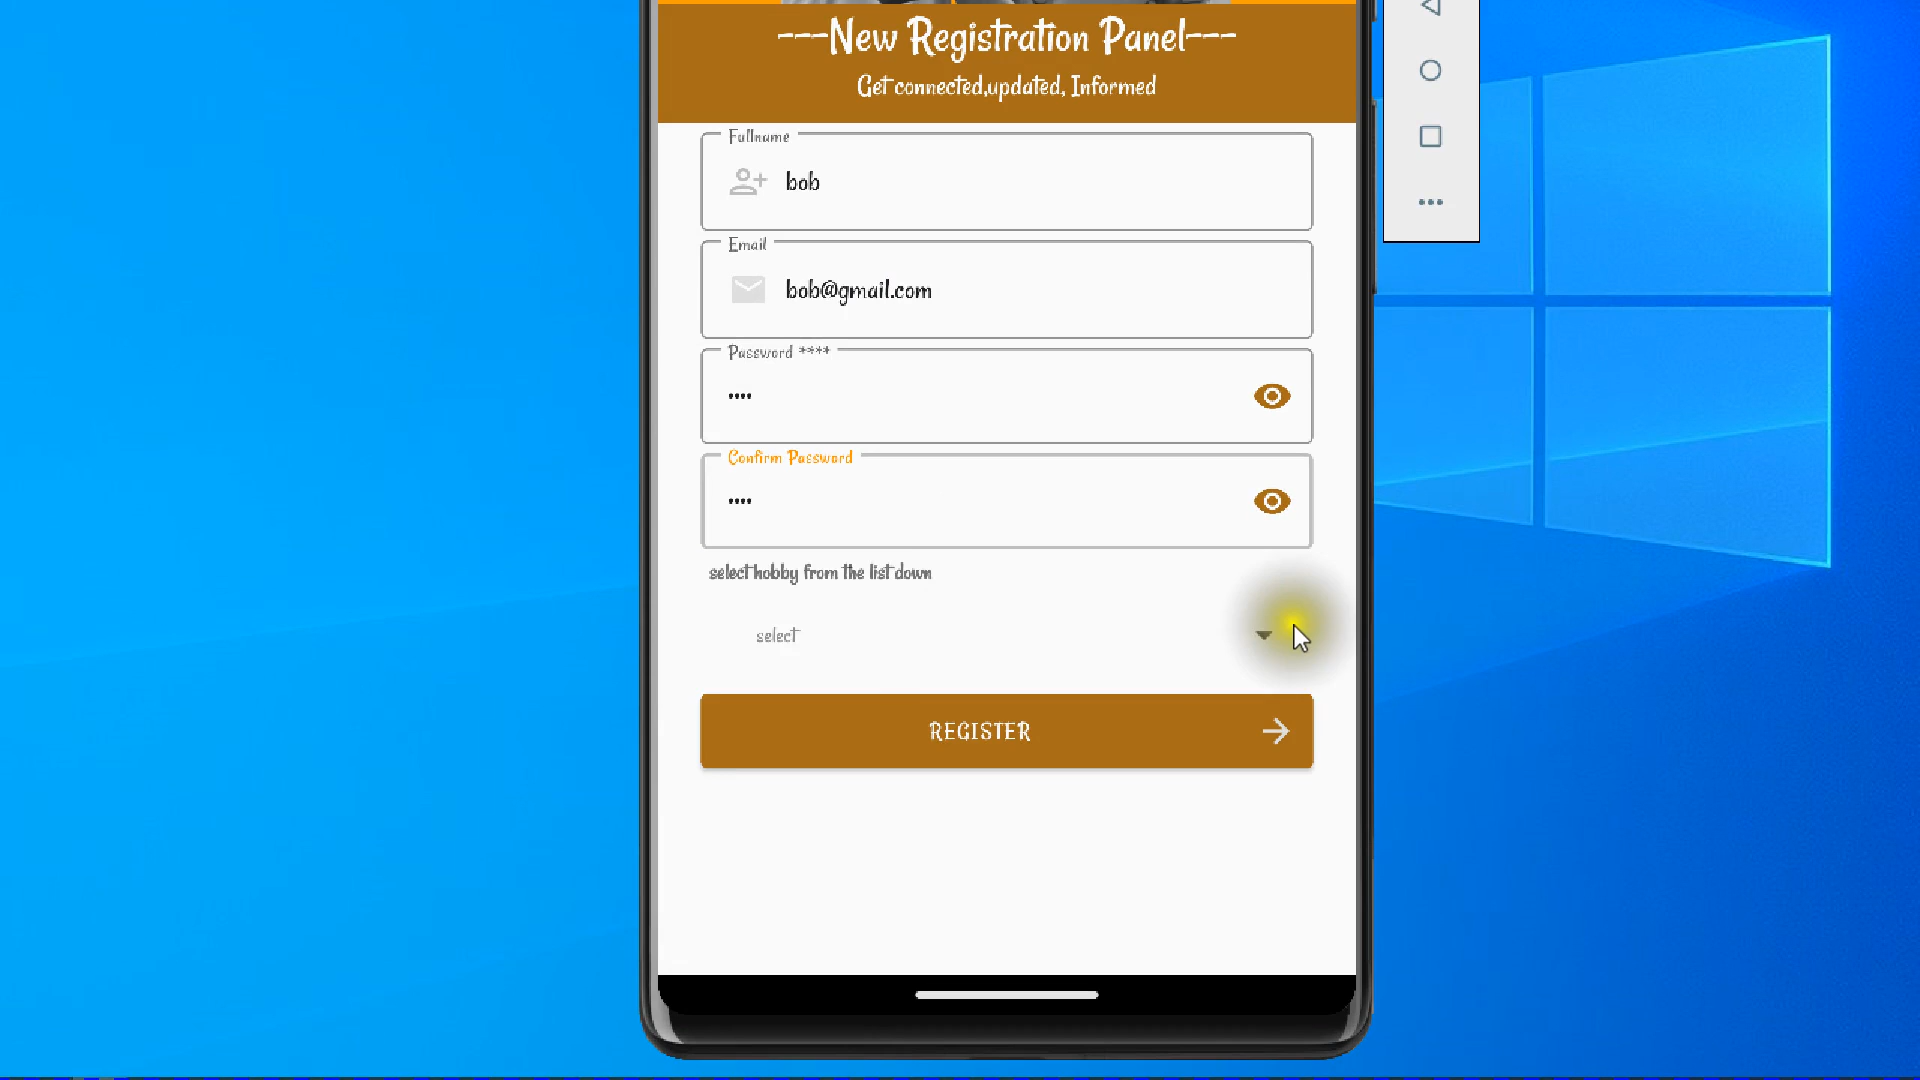 ---New Registration Panel---
Get connected,updated, Informed
Fullname
bob
Email
bob@gmail.com
Password ****
••••
Confirm Password
••••
select hobby from the list down
select
REGISTER